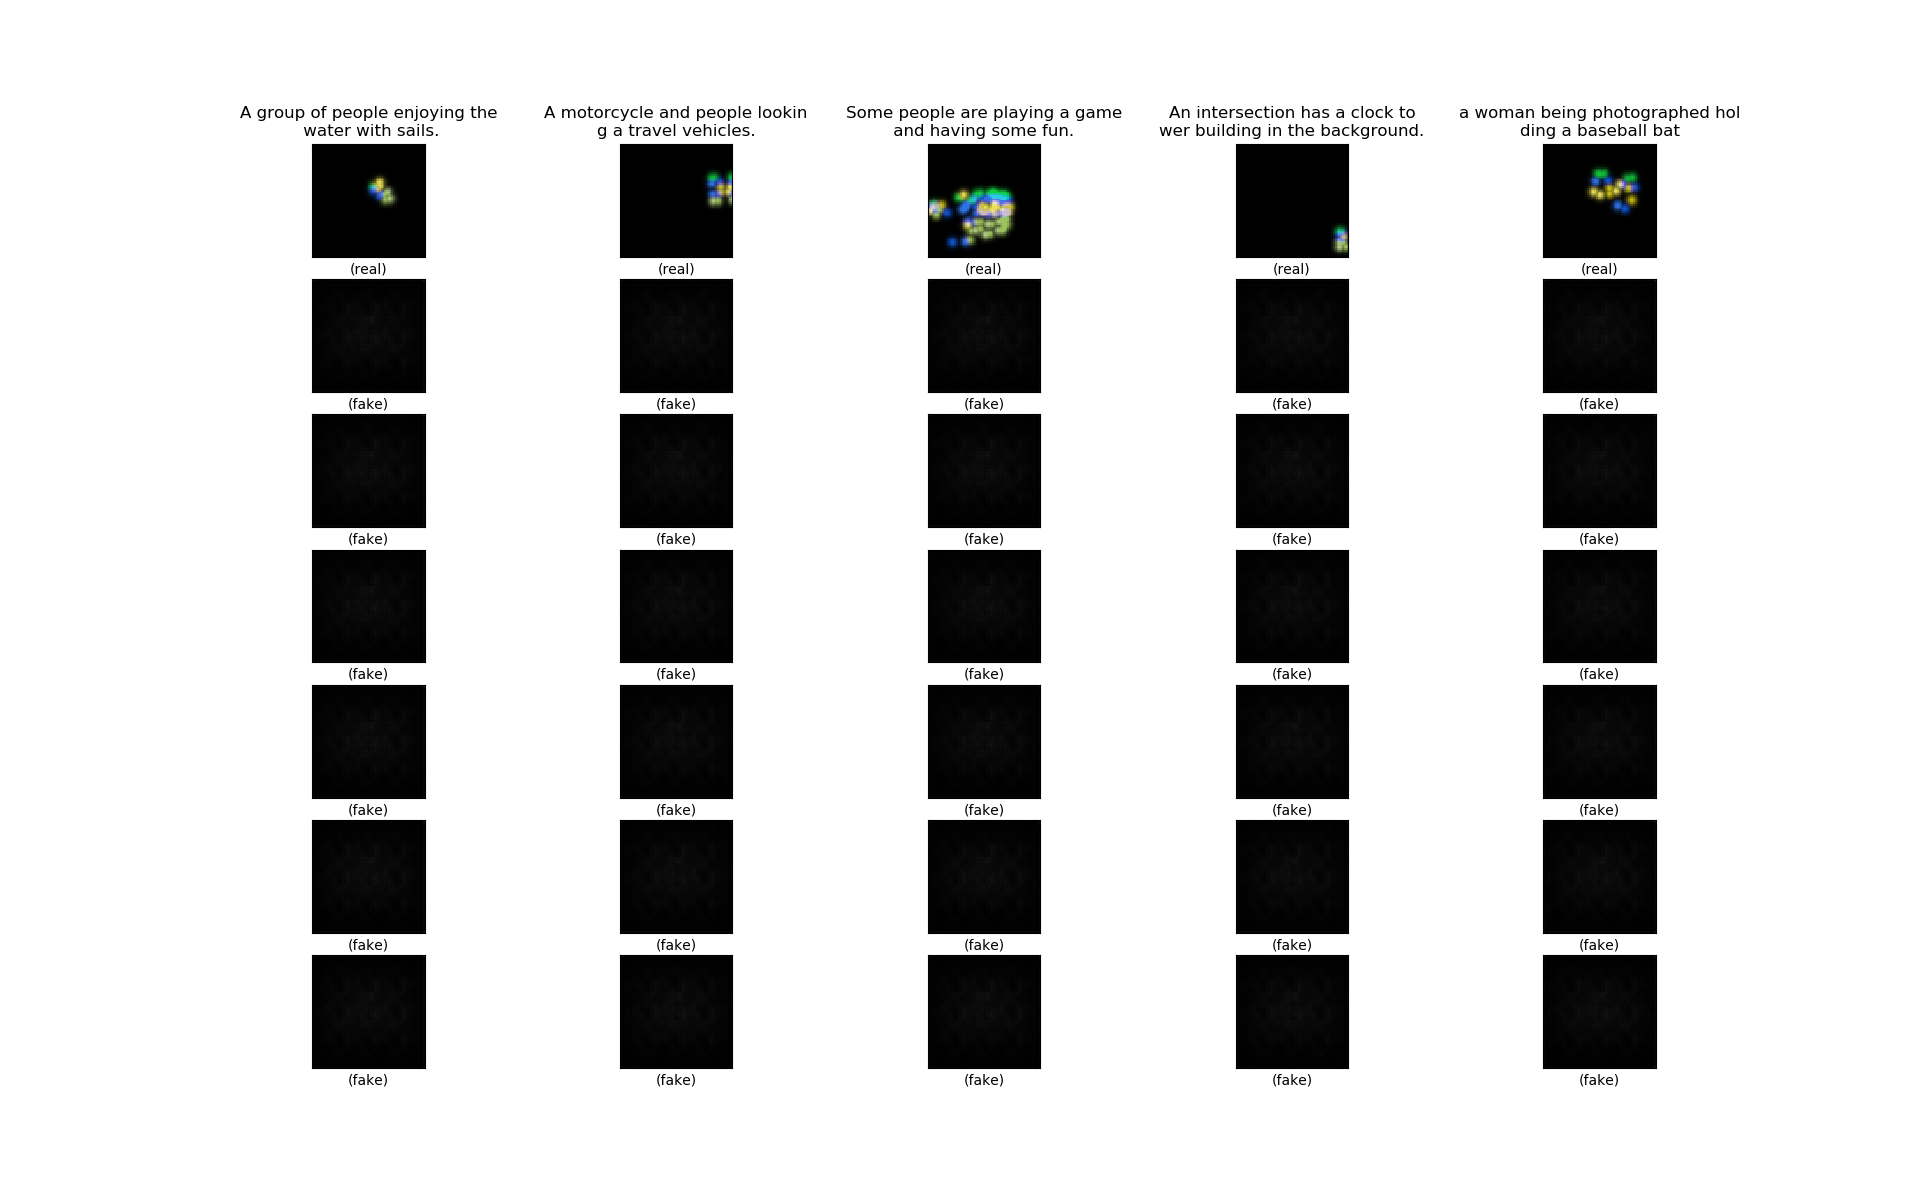 A group of people enjoying the
water with sails.
A motorcycle and people lookin
g a travel vehicles.
Some people are playing a game
and having some fun.
An intersection has a clock to
wer building in the background.
a woman being photographed hol
ding a baseball bat
(real) (real) (real) (real) (real)
(fake) (fake) (fake) (fake) (fake)
(fake) (fake) (fake) (fake) (fake)
(fake) (fake) (fake) (fake) (fake)
(fake) (fake) (fake) (fake) (fake)
(fake) (fake) (fake) (fake) (fake)
(fake) (fake) (fake) (fake) (fake)